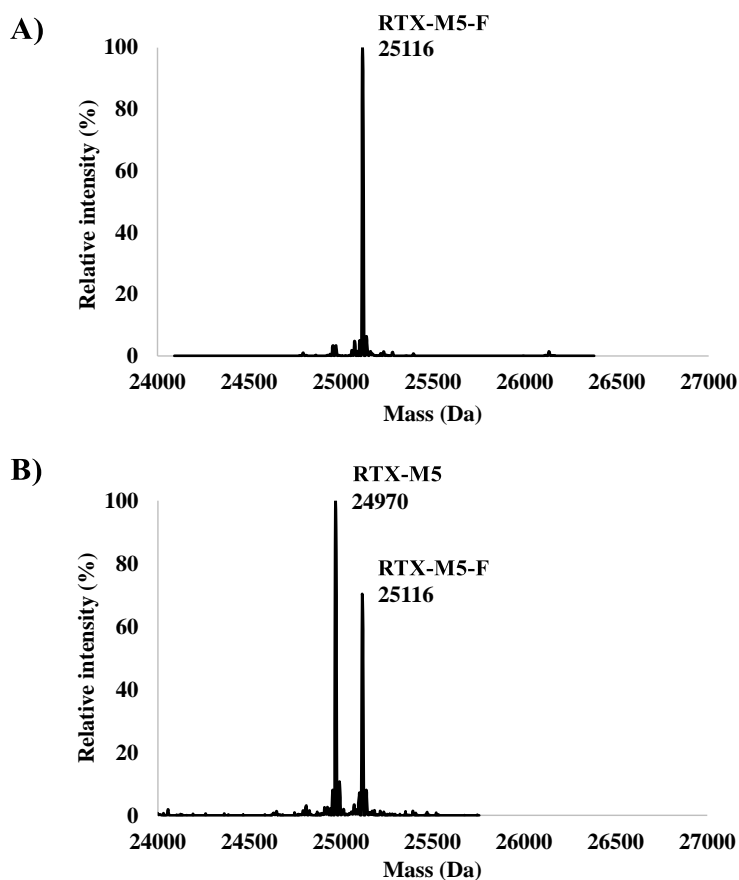 A)
RTX-M5-F
25116
100
80
60
40
20
0
Relative intensity (%)
24000 24500 25000 25500 26000 26500 27000
Mass (Da)
B)
RTX-M5
24970
RTX-M5-F
25116
100
80
60
40
20
0
Relative intensity (%)
24000 24500 25000 25500 26000 26500 27000
Mass (Da)